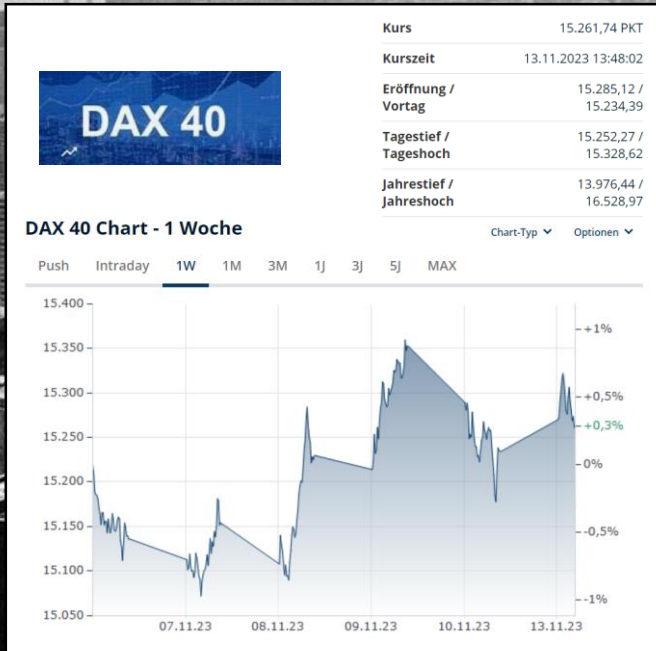 Kurs 15.261,74 PKT
Kurszeit 13.11.2023 13:48:02
Eröffnung / 15.285,12 /
Vortag 15.234,39
Tagestief / 15.252,27 /
Tageshoch 15.328,62
Jahrestief / 13.976,44 /
Jahreshoch 16.528,97
DAX 40
DAX 40 Chart - 1 Woche
Chart-Typ Optionen
Push Intraday 1W 1M 3M 1J 3J 5J MAX
15.400
+1%
15.350
15.300
+0,5%
15.250
+0,3%
0%
15.200
15.150
-0,5%
15.100
-1%
15.050
07.11.23 08.11.23 09.11.23 10.11.23 13.11.23